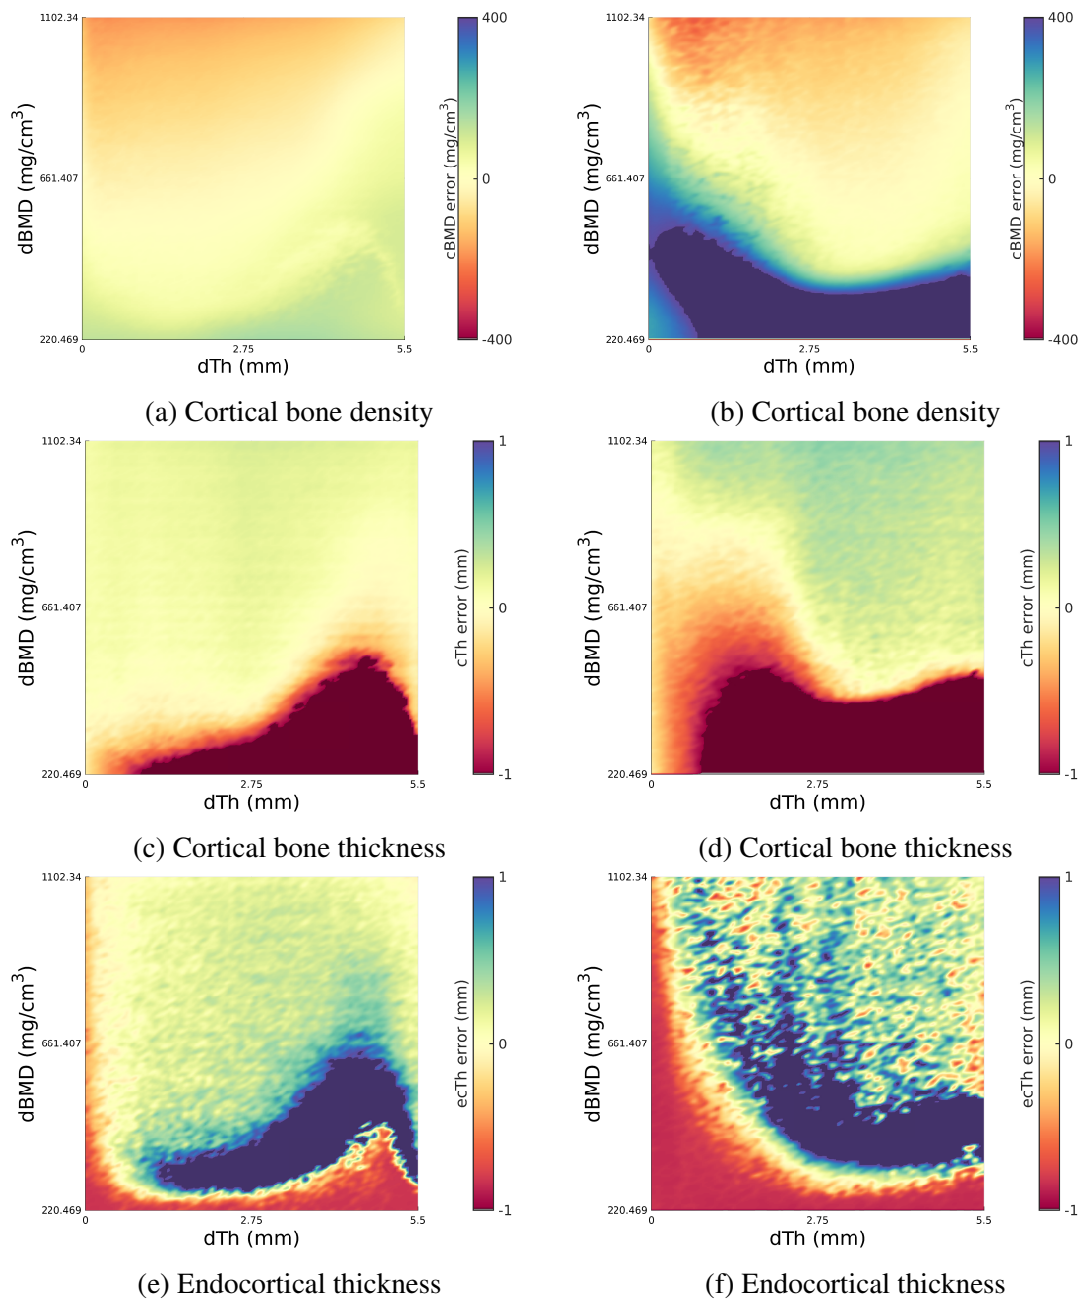 1102.34
661.407
220.469
dBMD (mg/cm³)
0 2.75 5.5
dTh (mm)
400
0
-400
cBMD error (mg/cm³)
(a) Cortical bone density
1102.34
661.407
220.469
dBMD (mg/cm³)
0 2.75 5.5
dTh (mm)
400
0
-400
cBMD error (mg/cm³)
(b) Cortical bone density
1102.34
661.407
220.469
dBMD (mg/cm³)
0 2.75 5.5
dTh (mm)
1
0
-1
cTh error (mm)
(c) Cortical bone thickness
1102.34
661.407
220.469
dBMD (mg/cm³)
0 2.75 5.5
dTh (mm)
1
0
-1
cTh error (mm)
(d) Cortical bone thickness
1102.34
661.407
220.469
dBMD (mg/cm³)
0 2.75 5.5
dTh (mm)
1
0
-1
ecTh error (mm)
(e) Endocortical thickness
1102.34
661.407
220.469
dBMD (mg/cm³)
0 2.75 5.5
dTh (mm)
1
0
-1
ecTh error (mm)
(f) Endocortical thickness